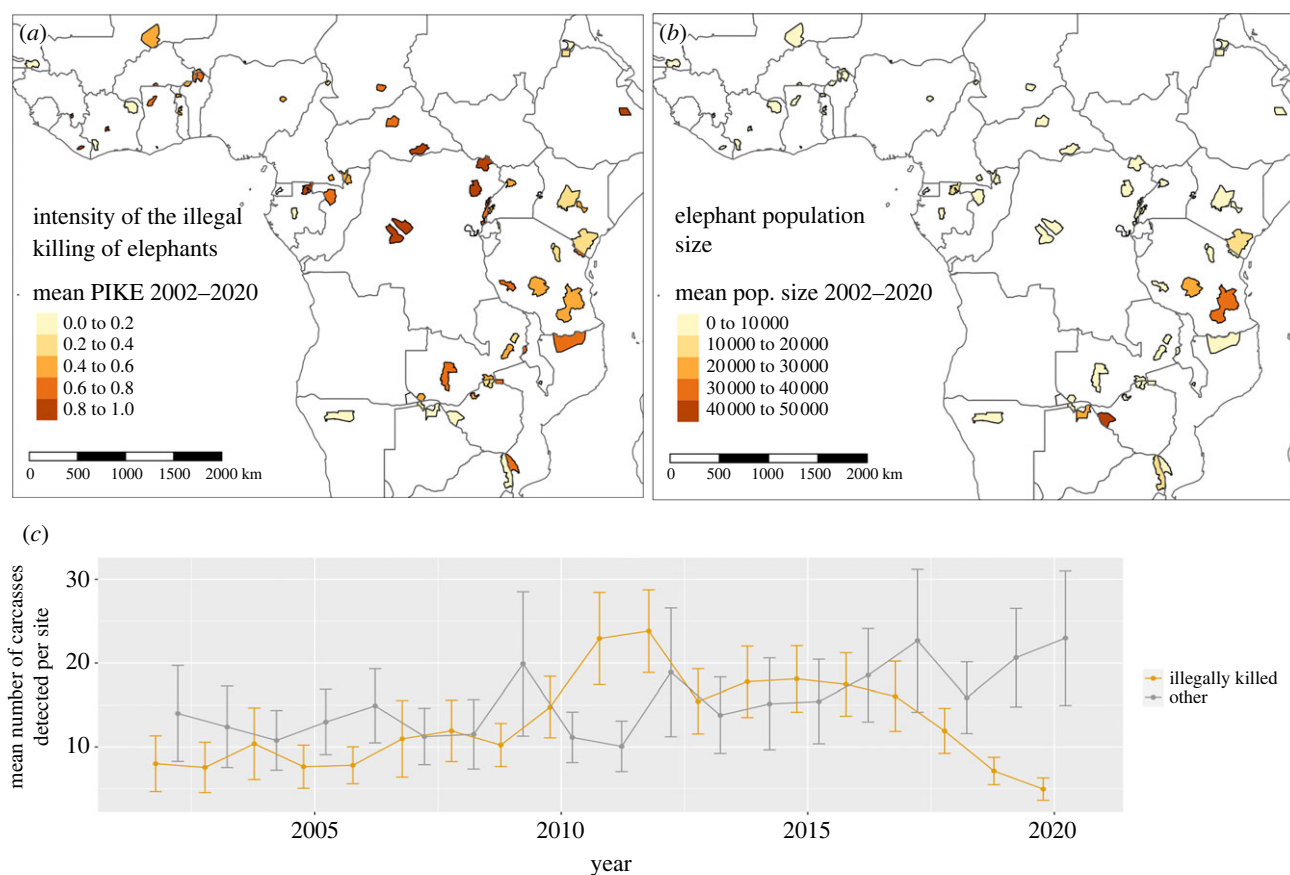 (a)
intensity of the illegal
killing of elephants
mean PIKE 2002–2020
0.0 to 0.2
0.2 to 0.4
0.4 to 0.6
0.6 to 0.8
0.8 to 1.0
0 500 1000 1500 2000 km
(b)
elephant population
size
mean pop. size 2002–2020
0 to 10 000
10 000 to 20 000
20 000 to 30 000
30 000 to 40 000
40 000 to 50 000
0 500 1000 1500 2000 km
(c)
mean number of carcasses
detected per site
30
20
10
2005 2010 2015 2020
year
illegally killed
other